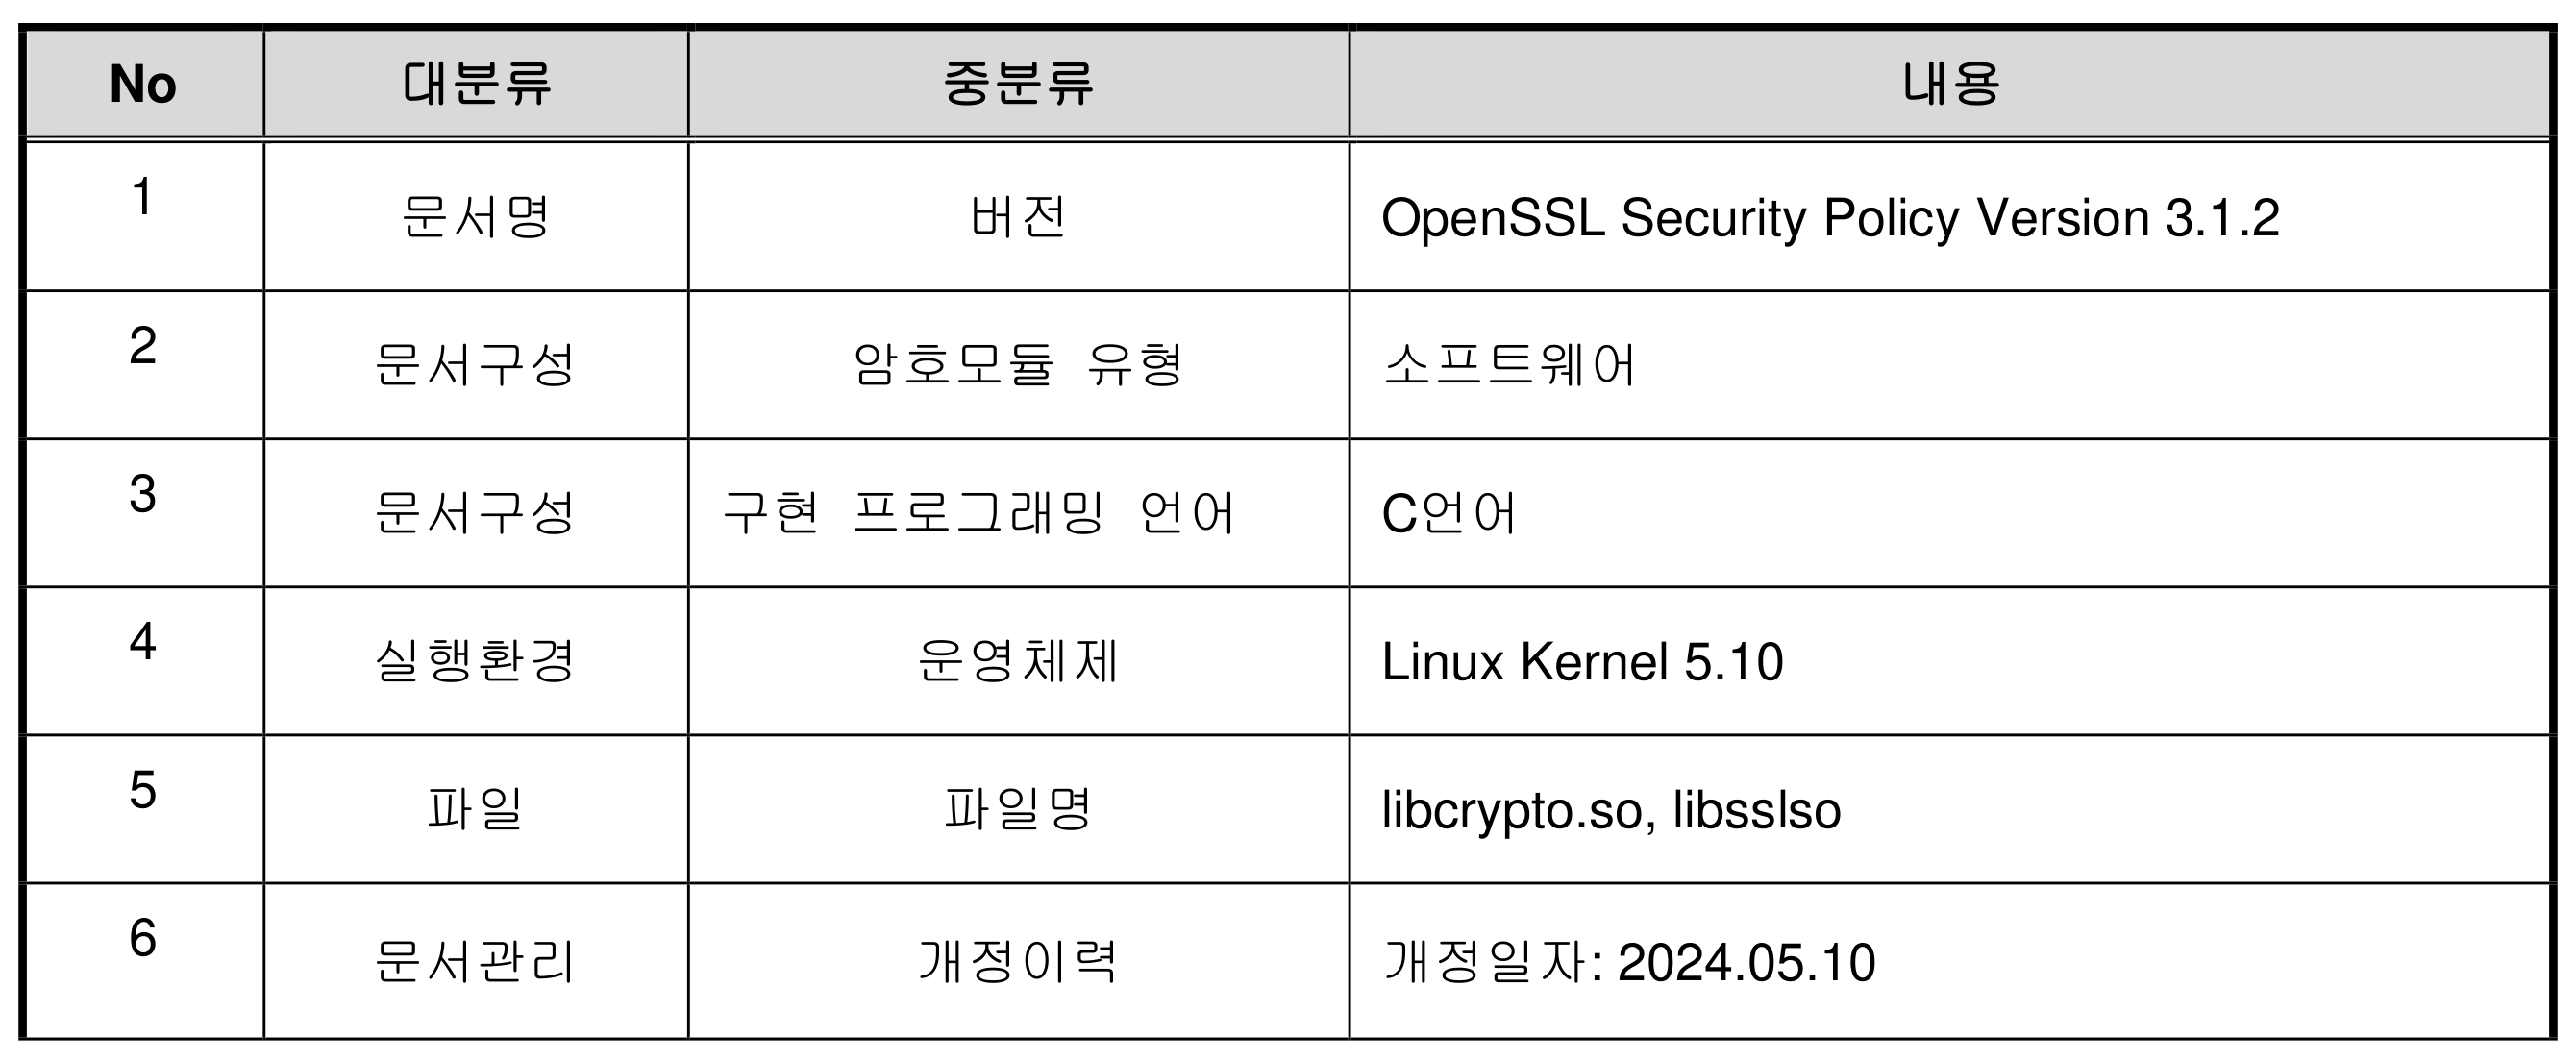 No 대분류 중분류 내용
1 문서명 버전 OpenSSL Security Policy Version 3.1.2
2 문서구성 암호모듈 유형 소프트웨어
3 문서구성 구현 프로그래밍 언어 C언어
4 실행환경 운영체제 Linux Kernel 5.10
5 파일 파일명 libcrypto.so, libsslso
6 문서관리 개정이력 개정일자: 2024.05.10